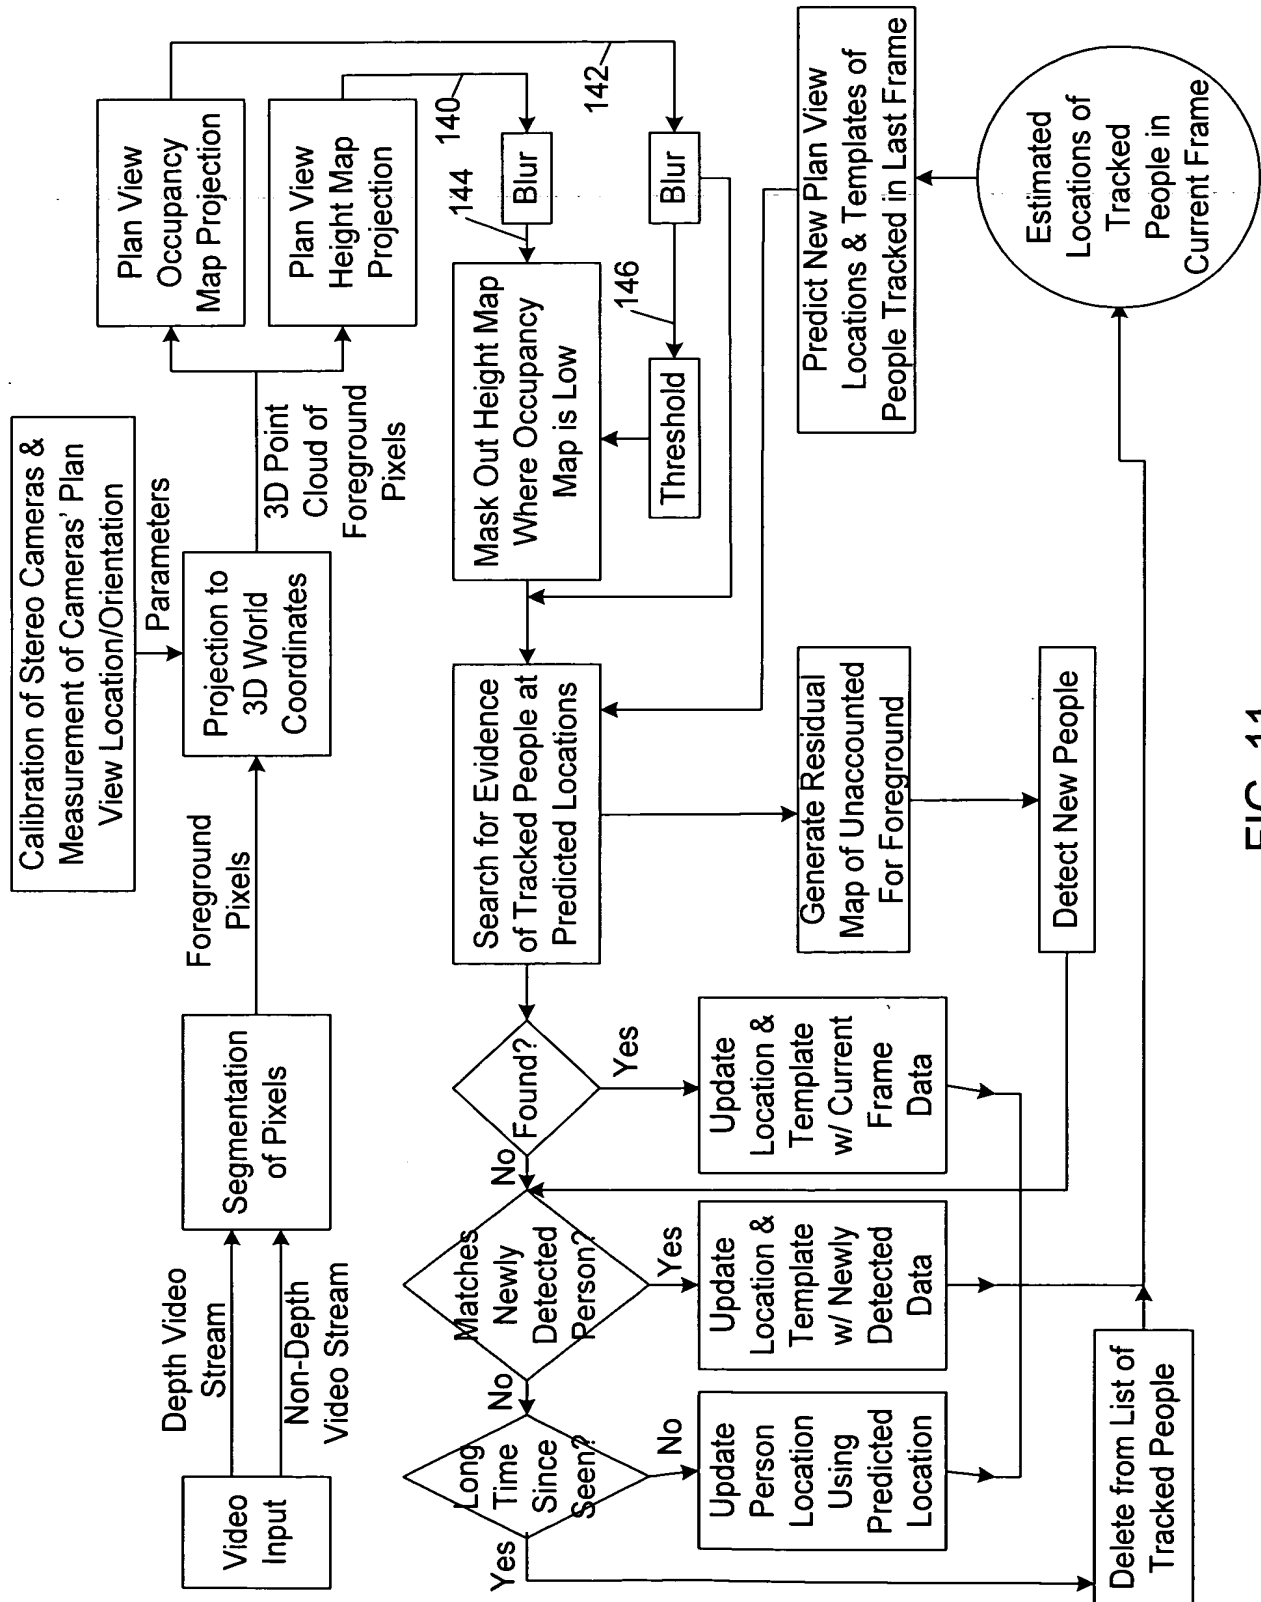 Calibration of Stereo Cameras &
Measurement of Cameras' Plan
View Location/Orientation
Parameters
Video
Input
Depth Video
Stream
Non-Depth
Video Stream
Segmentation
of Pixels
Foreground
Pixels
Projection to
3D World
Coordinates
3D Point
Cloud of
Foreground
Pixels
Plan View
Occupancy
Map Projection
Plan View
Height Map
Projection
140
142
Blur
144
Blur
146
Threshold
Mask Out Height Map
Where Occupancy
Map is Low
Search for Evidence
of Tracked People at
Predicted Locations
Found?
No
Yes
Matches
Newly
Detected
Person?
No
Yes
Long
Time
Since
Seen?
Yes
No
Update
Person
Location
Using
Predicted
Location
Update
Location &
Template
w/ Newly
Detected
Data
Update
Location &
Template
w/ Current
Frame
Data
Generate Residual
Map of Unaccounted
For Foreground
Detect New People
Predict New Plan View
Locations & Templates of
People Tracked in Last Frame
Estimated
Locations of
Tracked
People in
Current Frame
Delete from List of
Tracked People
FIG. 11